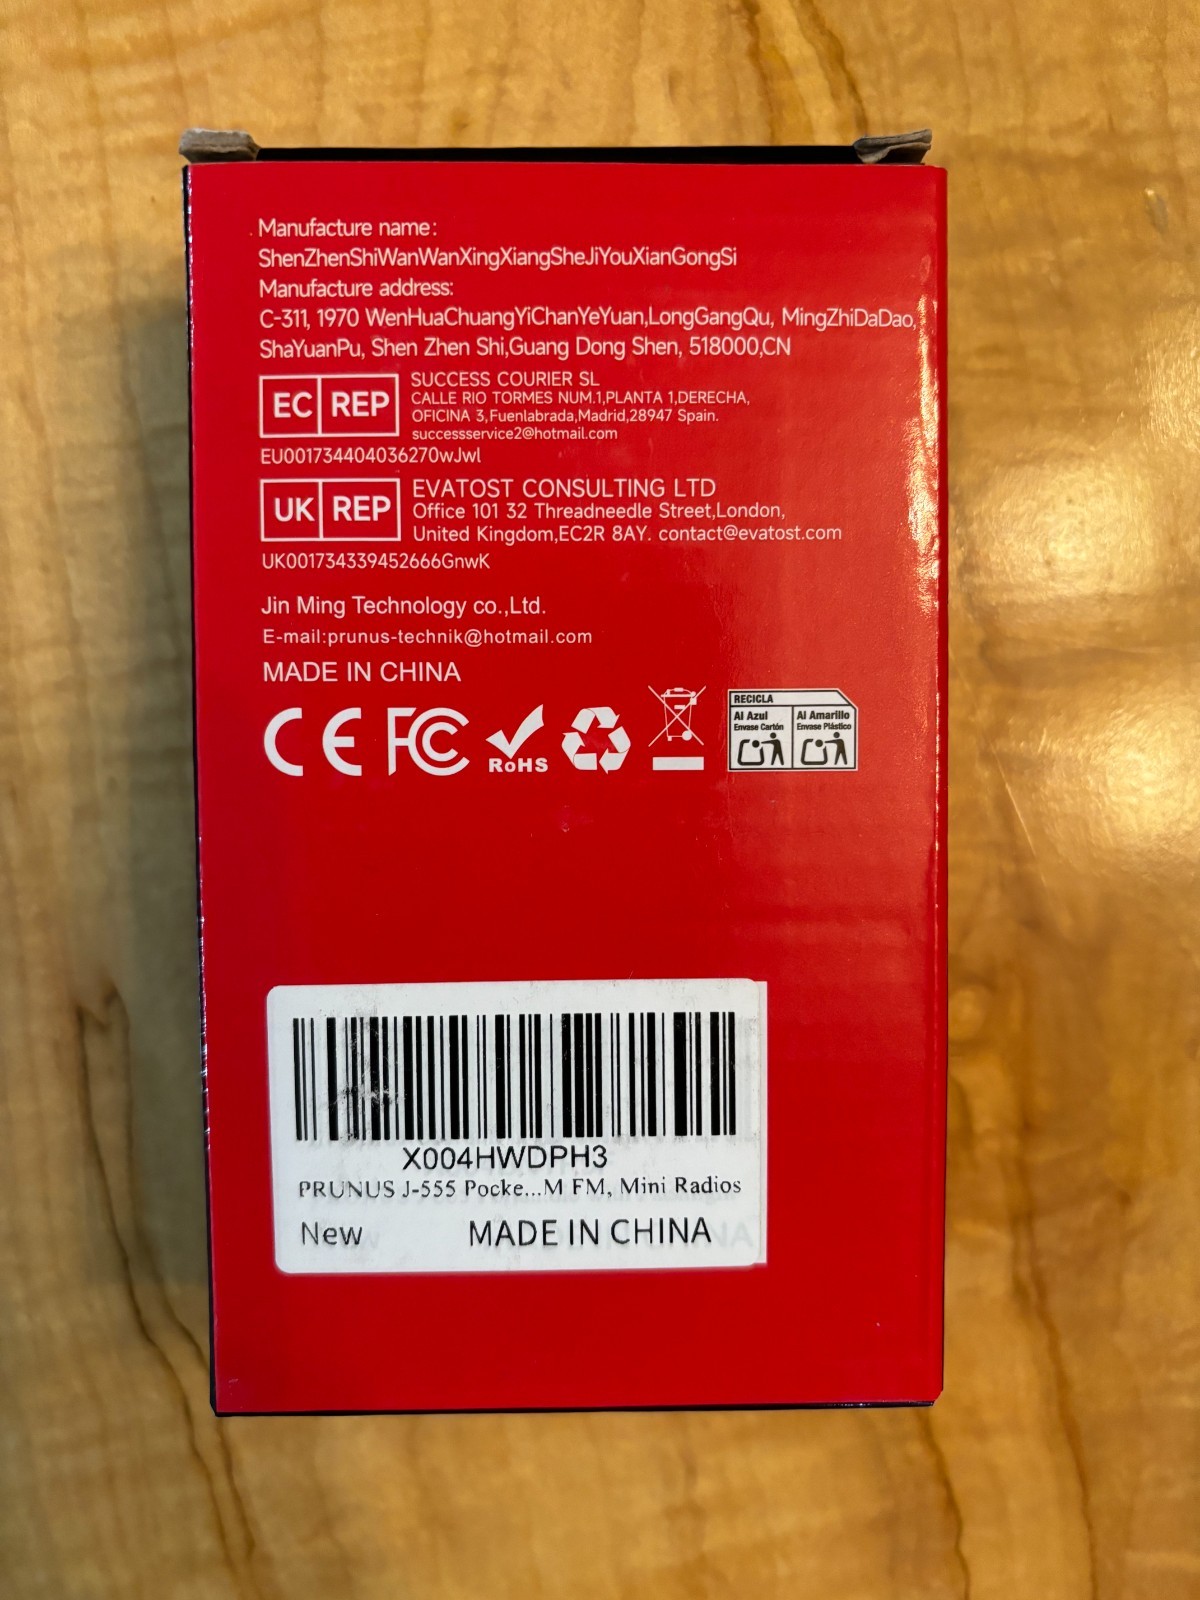 Manufacture name:
ShenZhenShiWanWanXingXiangSheJiYouXianGongSi
Manufacture address:
C-311, 1970 WenHuaChuangYiChanYeYuan,LongGangQu, MingZhiDaDao,
ShaYuanPu, Shen Zhen Shi,Guang Dong Shen, 518000,CN
EC REP
SUCCESS COURIER SL
CALLE RIO TORMES NUM.1,PLANTA 1,DERECHA,
OFICINA 3,Fuenlabrada,Madrid,28947 Spain.
successservice2@hotmail.com
EU001734404036270wJwl
UK REP
EVATOST CONSULTING LTD
Office 101 32 Threadneedle Street,London,
United Kingdom,EC2R 8AY. contact@evatost.com
UK001734339452666GnwK
Jin Ming Technology co.,Ltd.
E-mail:prunus-technik@hotmail.com
MADE IN CHINA
CE FC RoHS
RECICLA
Al Azul
Envase Cartón
Al Amarillo
Envase Plástico
X004HWDPH3
PRUNUS J-555 Pocke...M FM, Mini Radios
New MADE IN CHINA